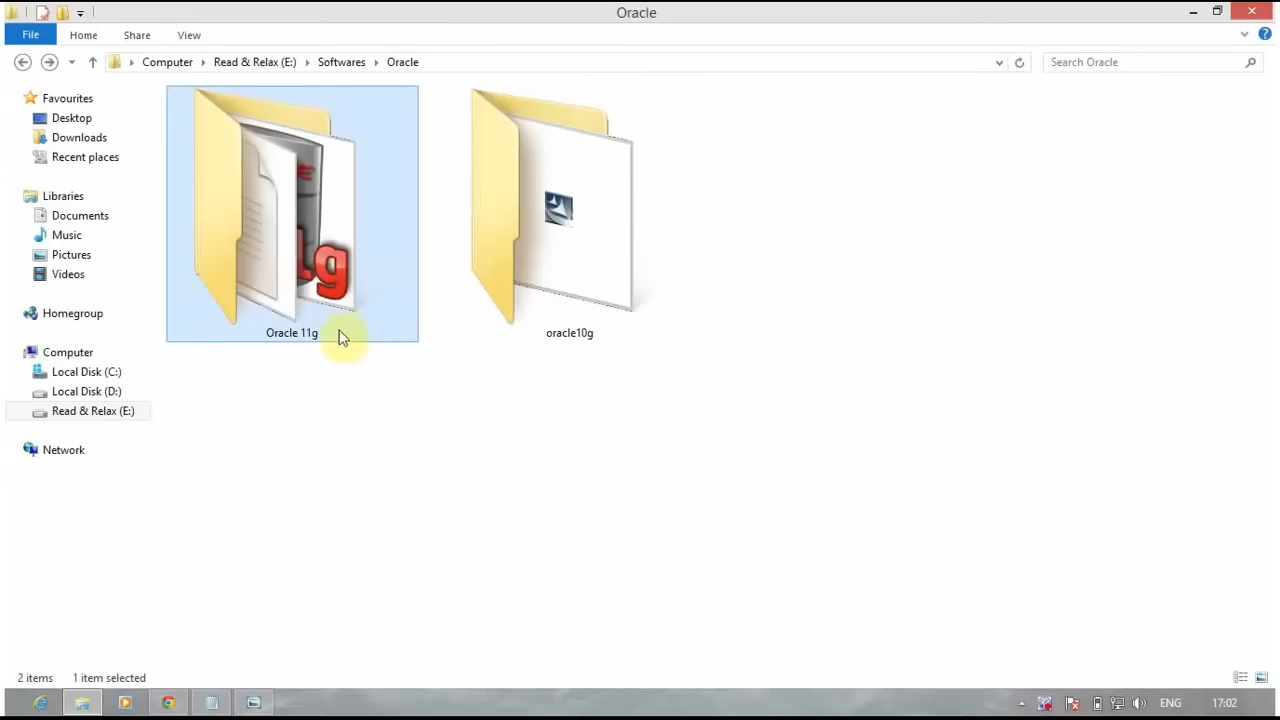 Oracle
File Home Share View
Computer Read & Relax (E:) Softwares Oracle
Search Oracle
Favourites
Desktop
Downloads
Recent places
Libraries
Documents
Music
Pictures
Videos
Homegroup
Computer
Local Disk (C:)
Local Disk (D:)
Read & Relax (E:)
Network
1g
Oracle 11g
oracle10g
2 items 1 item selected
ENG 17:02